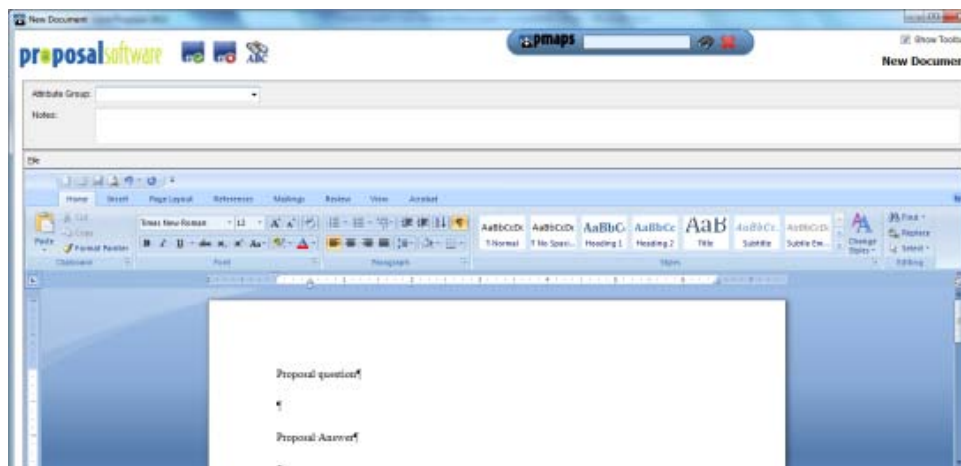 New Document
proposalsoftware
ABC
pmaps
Show Toolb
New Documen
Attribute Group:
Notes:
File
Home Insert Page Layout References Mailings Review View Acrobat
Cut
Copy
Paste
Format Painter
Times New Roman 12
AaBbCcDc AaBbCcDc AaBbC AaBbCc AaB AaBbCc. AaBbCcDc
¶ Normal ¶ No Spaci... Heading 1 Heading 2 Title Subtitle Subtle Em...
Change Styles
Find
Replace
Select
Clipboard Font Paragraph Styles Editing
Proposal question¶
¶
Proposal Answer¶